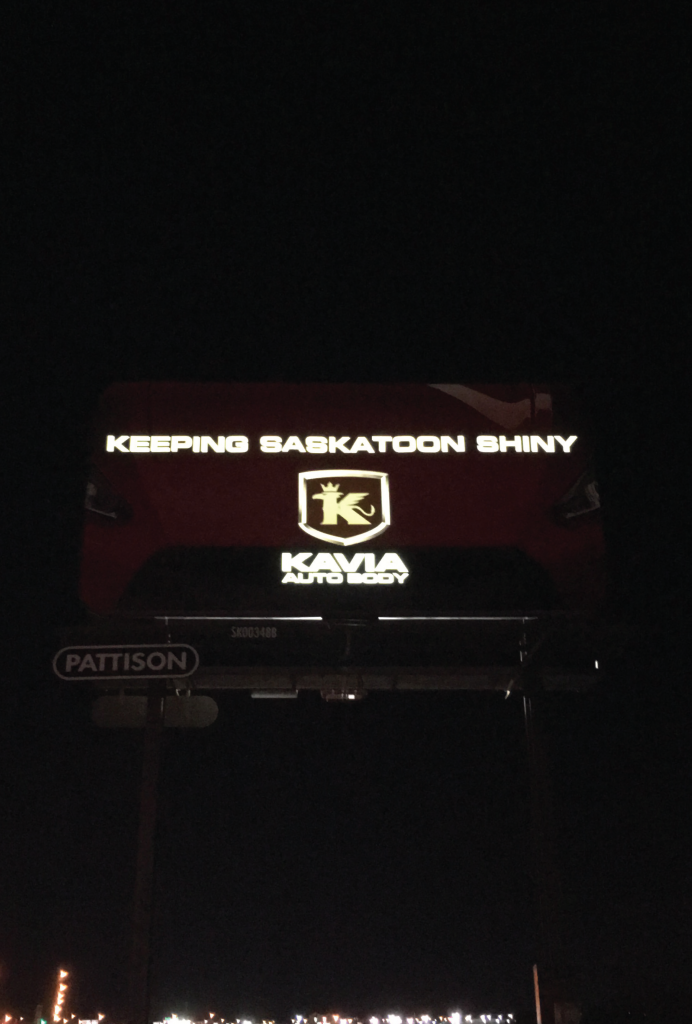 KEEPING SASKATOON SHINY
K
KAVIA
AUTO BODY
SK003488
PATTISON